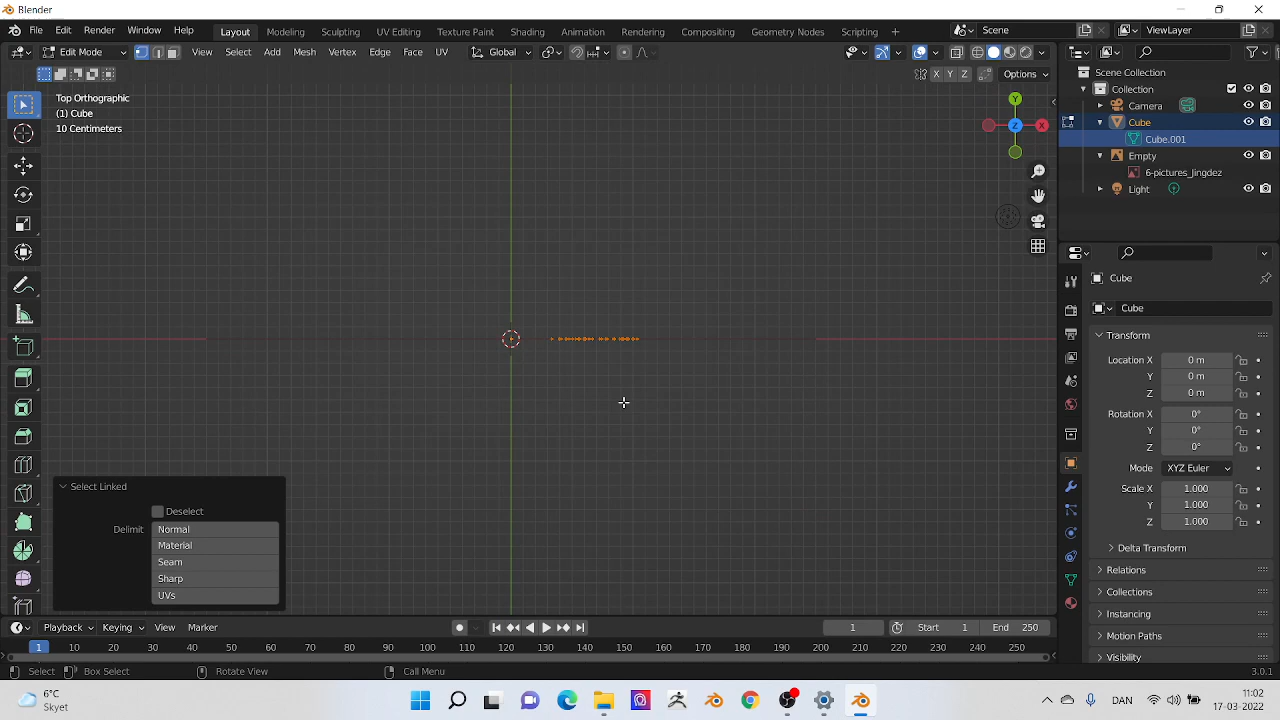 Blender
File Edit Render Window Help
Layout Modeling Sculpting UV Editing Texture Paint Shading Animation Rendering Compositing Geometry Nodes Scripting
Scene ViewLayer
Edit Mode View Select Add Mesh Vertex Edge Face UV Global
X Y Z Options
Top Orthographic
(1) Cube
10 Centimeters
Y
Z X
Scene Collection
Collection
Camera
Cube
Cube.001
Empty
6-pictures_jingdez
Light
Cube
Cube
Transform
Location X 0 m
Y 0 m
Z 0 m
Rotation X 0°
Y 0°
Z 0°
Mode XYZ Euler
Scale X 1.000
Y 1.000
Z 1.000
Delta Transform
Relations
Collections
Instancing
Motion Paths
Visibility
Select Linked
Deselect
Delimit Normal
Material
Seam
Sharp
UVs
Playback Keying View Marker 1 Start 1 End 250
1 10 20 30 40 50 60 70 80 90 100 110 120 130 140 150 160 170 180 190 200 210 220 230 240 250
Select Box Select Rotate View Call Menu 3.0.1
6°C
Skyet
11:02
17-03-2022